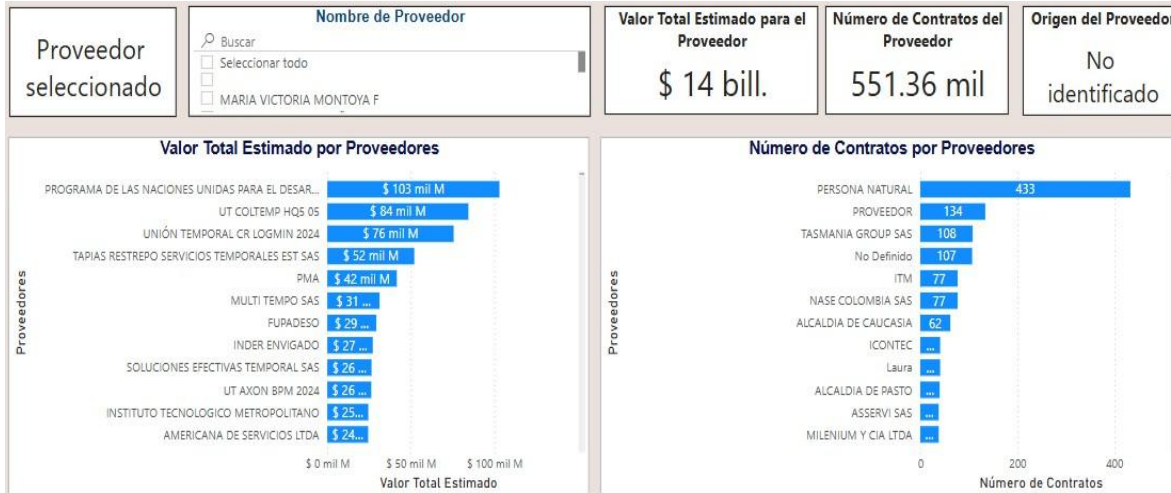 Proveedor
seleccionado
Nombre de Proveedor
Buscar
Seleccionar todo
MARIA VICTORIA MONTOYA F
Valor Total Estimado para el
Proveedor
$ 14 bill.
Número de Contratos del
Proveedor
551.36 mil
Origen del Proveedor
No
identificado
Valor Total Estimado por Proveedores
Proveedores
PROGRAMA DE LAS NACIONES UNIDAS PARA EL DESAR... $ 103 mil M
UT COLTEMP HQ5 05 $ 84 mil M
UNIÓN TEMPORAL CR LOGMIN 2024 $ 76 mil M
TAPIAS RESTREPO SERVICIOS TEMPORALES EST SAS $ 52 mil M
PMA $ 42 mil M
MULTI TEMPO SAS $ 31 ...
FUPADESO $ 29 ...
INDER ENVIGADO $ 27 ...
SOLUCIONES EFECTIVAS TEMPORAL SAS $ 26 ...
UT AXON BPM 2024 $ 26 ...
INSTITUTO TECNOLOGICO METROPOLITANO $ 25...
AMERICANA DE SERVICIOS LTDA $ 24...
$ 0 mil M $ 50 mil M $ 100 mil M
Valor Total Estimado
Número de Contratos por Proveedores
Proveedores
PERSONA NATURAL 433
PROVEEDOR 134
TASMANIA GROUP SAS 108
No Definido 107
ITM 77
NASE COLOMBIA SAS 77
ALCALDIA DE CAUCASIA 62
ICONTEC ...
Laura ...
ALCALDIA DE PASTO ...
ASSERVI SAS ...
MILENIUM Y CIA LTDA ...
0 200 400
Número de Contratos